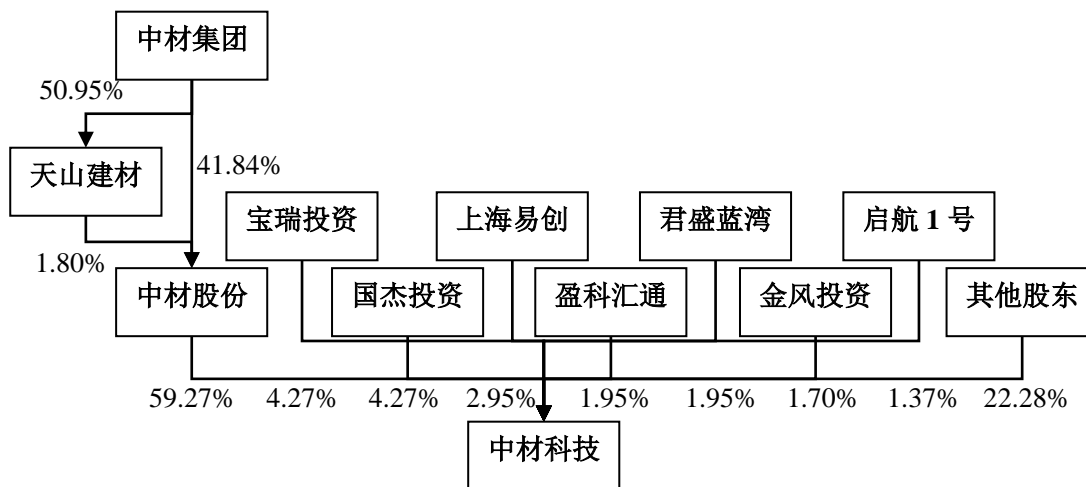 中材集团
50.95%
天山建材
41.84%
宝瑞投资
上海易创
君盛蓝湾
启航 1 号
1.80%
中材股份
国杰投资
盈科汇通
金风投资
其他股东
59.27% 4.27% 4.27% 2.95% 1.95% 1.95% 1.70% 1.37% 22.28%
中材科技